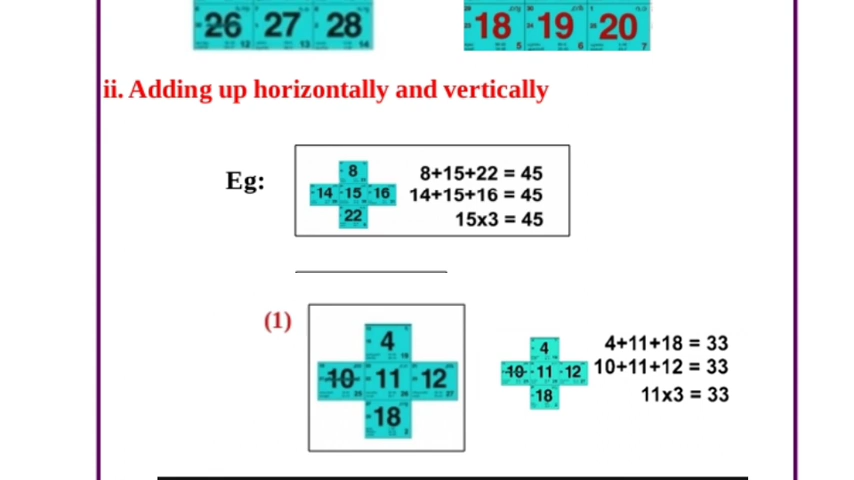 26 27 28
18 19 20
ii. Adding up horizontally and vertically
Eg:
8
14 15 16
22
8+15+22 = 45
14+15+16 = 45
15x3 = 45
(1)
4
10 11 12
18
4
10 11 12
18
4+11+18 = 33
10+11+12 = 33
11x3 = 33